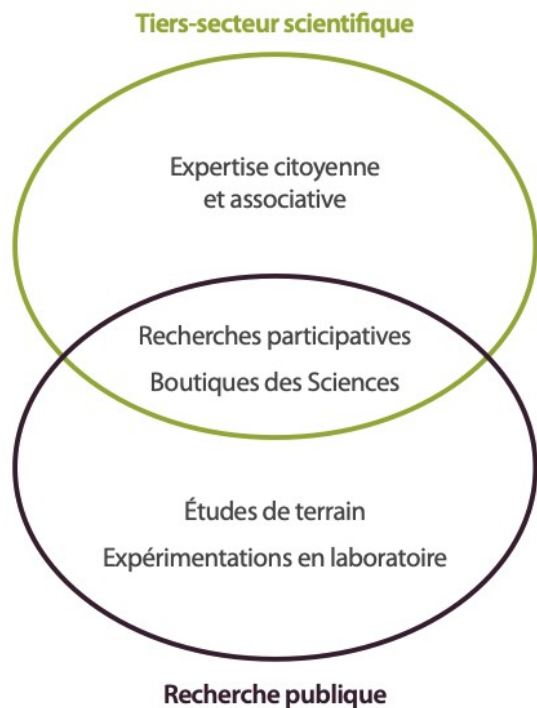 Tiers-secteur scientifique
Expertise citoyenne
et associative
Recherches participatives
Boutiques des Sciences
Études de terrain
Expérimentations en laboratoire
Recherche publique